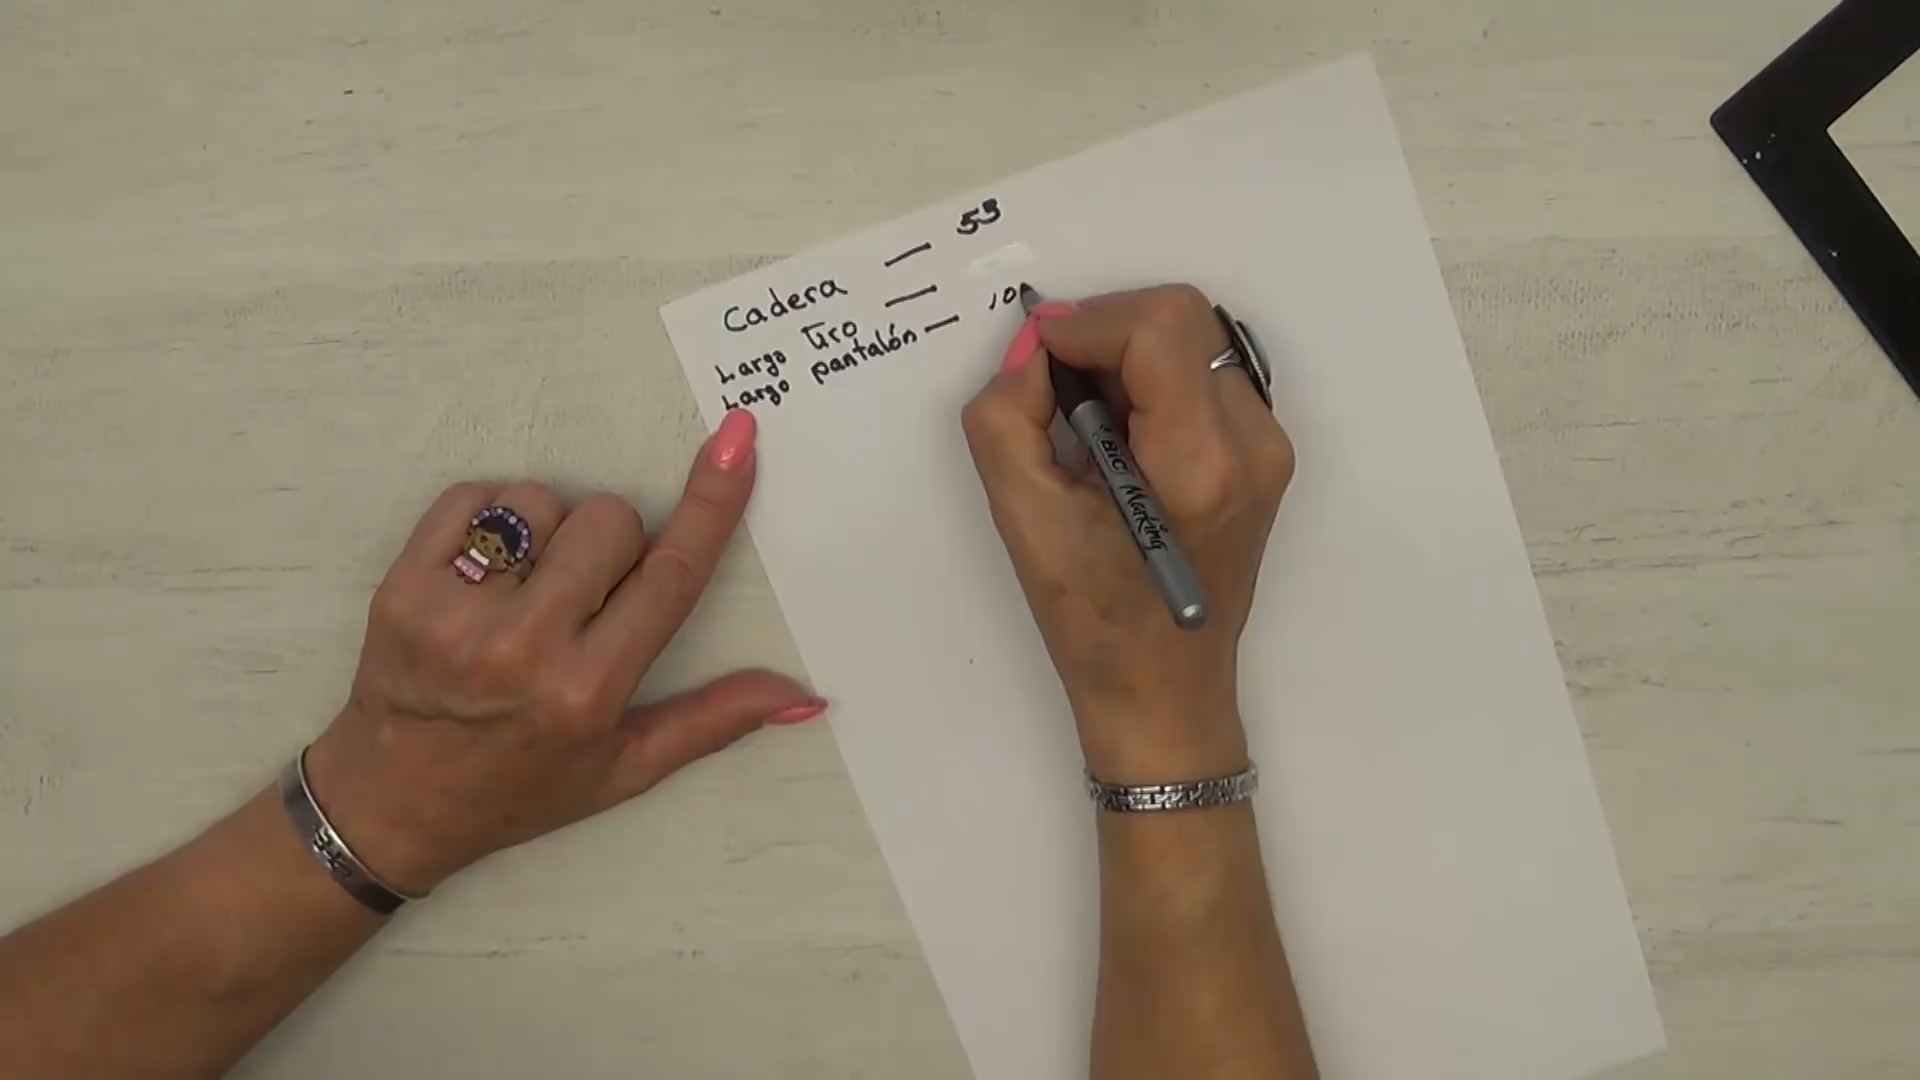 Cadera — 55
Largo tiro —
Largo pantalón — 10
BIC Marking